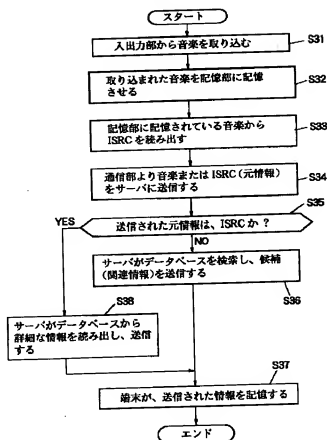 スタート
入出力部から音楽を取り込む
S31
取り込まれた音楽を記憶部に記憶
させる
S32
記憶部に記憶されている音楽から
ISRCを読み出す
S33
通信部より音楽またはISRC(元情報)
をサーバに送信する
S34
送信された元情報は、ISRCか?
S35
YES
NO
サーバがデータベースを検索し、候補
(関連情報)を送信する
S36
サーバがデータベースから
詳細な情報を読み出し、送信
する
S38
端末が、送信された情報を記憶する
S37
エンド